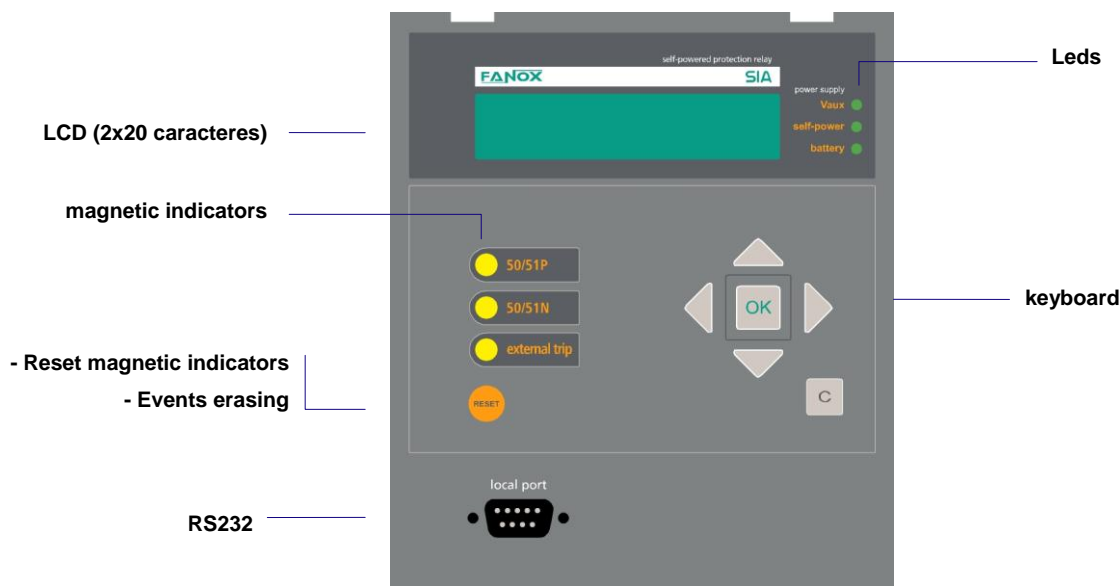 self-powered protection relay
Leds
FANOX
SIA
power supply
Vaux
LCD (2x20 caracteres)
self-power
battery
magnetic indicators
50/51P
50/51N
OK
keyboard
external trip
- Reset magnetic indicators
- Events erasing
RESET
C
local port
RS232